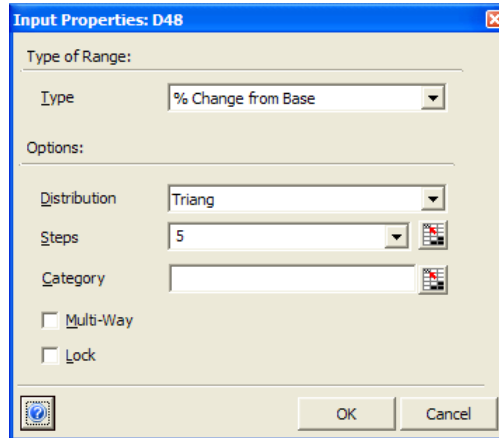 Input Properties: D48
Type of Range:
Type % Change from Base
Options:
Distribution Triang
Steps 5
Category
Multi-Way
Lock
OK Cancel